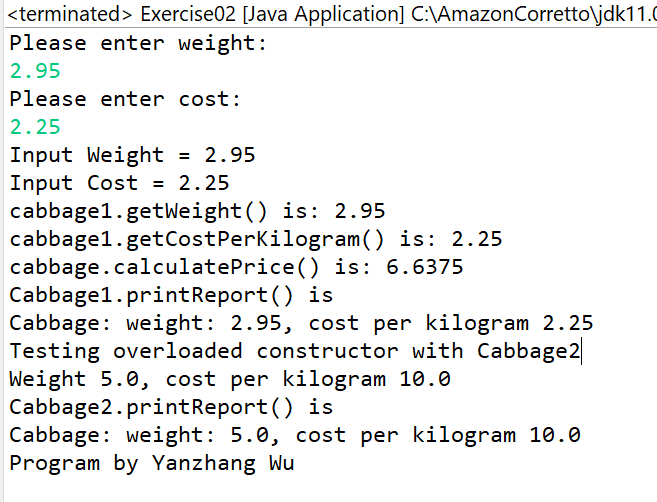 <terminated> Exercise02 [Java Application] C:\AmazonCorretto\jdk11.0
Please enter weight:
2.95
Please enter cost:
2.25
Input Weight = 2.95
Input Cost = 2.25
cabbage1.getWeight() is: 2.95
cabbage1.getCostPerKilogram() is: 2.25
cabbage.calculatePrice() is: 6.6375
Cabbage1.printReport() is
Cabbage: weight: 2.95, cost per kilogram 2.25
Testing overloaded constructor with Cabbage2
Weight 5.0, cost per kilogram 10.0
Cabbage2.printReport() is
Cabbage: weight: 5.0, cost per kilogram 10.0
Program by Yanzhang Wu